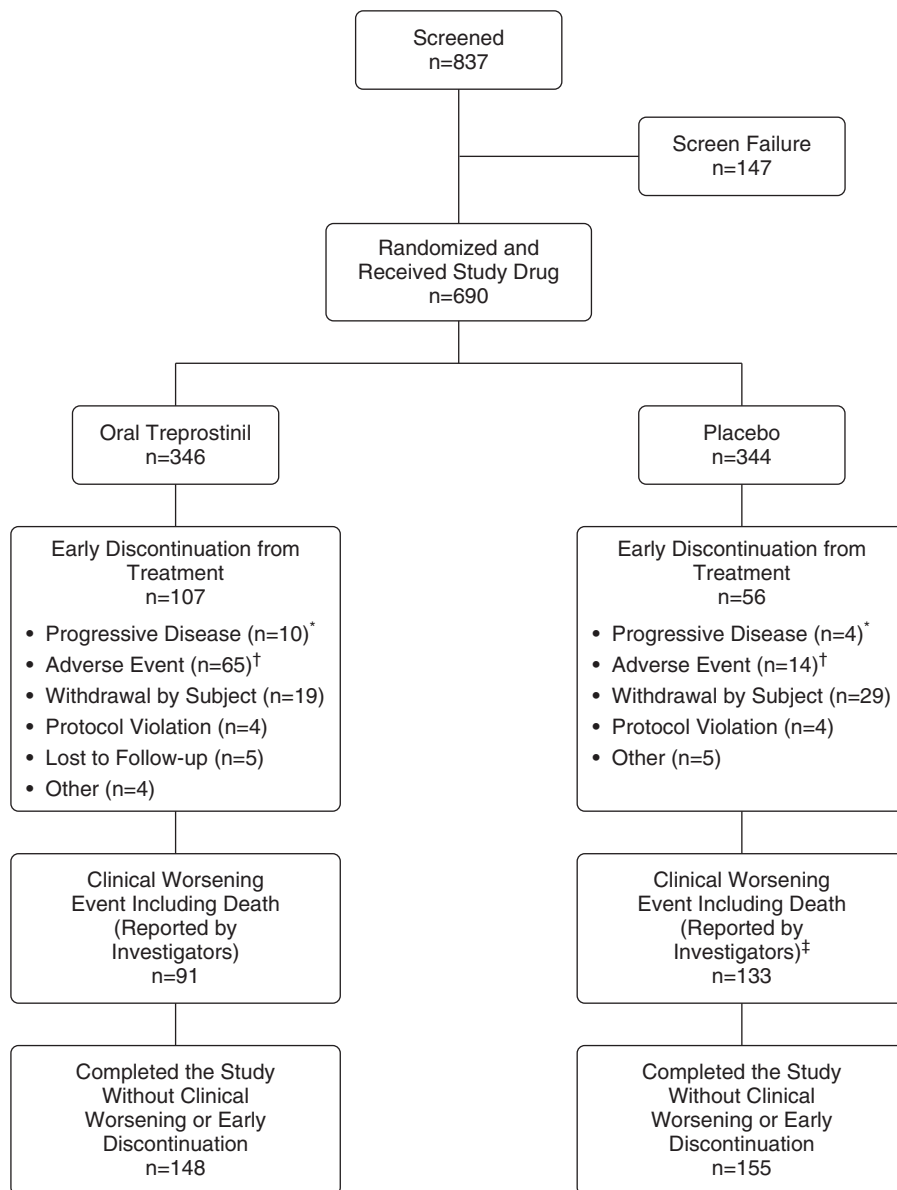 Screened
n=837
Screen Failure
n=147
Randomized and
Received Study Drug
n=690
Oral Treprostinil
n=346
Placebo
n=344
Early Discontinuation from
Treatment
n=107
• Progressive Disease (n=10)*
• Adverse Event (n=65)†
• Withdrawal by Subject (n=19)
• Protocol Violation (n=4)
• Lost to Follow-up (n=5)
• Other (n=4)
Early Discontinuation from
Treatment
n=56
• Progressive Disease (n=4)*
• Adverse Event (n=14)†
• Withdrawal by Subject (n=29)
• Protocol Violation (n=4)
• Other (n=5)
Clinical Worsening
Event Including Death
(Reported by
Investigators)
n=91
Clinical Worsening
Event Including Death
(Reported by
Investigators)‡
n=133
Completed the Study
Without Clinical
Worsening or Early
Discontinuation
n=148
Completed the Study
Without Clinical
Worsening or Early
Discontinuation
n=155